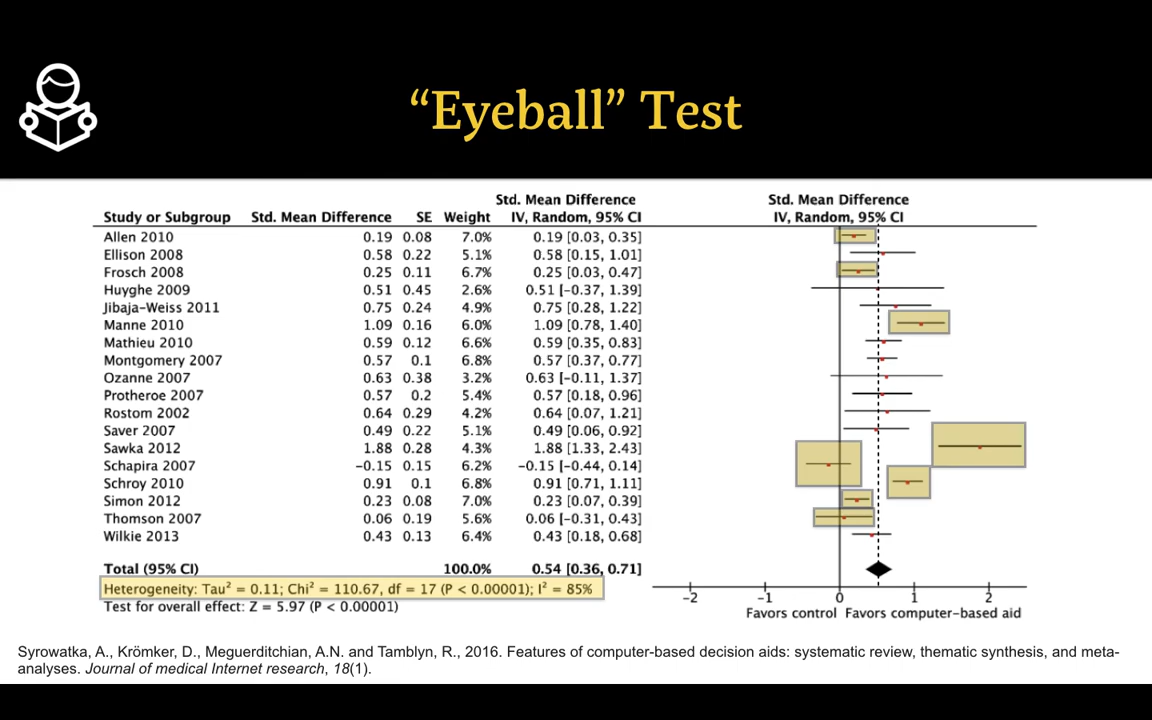 “Eyeball” Test
Std. Mean Difference Std. Mean Difference
Study or Subgroup Std. Mean Difference SE Weight IV, Random, 95% CI IV, Random, 95% CI
Allen 2010 0.19 0.08 7.0% 0.19 [0.03, 0.35]
Ellison 2008 0.58 0.22 5.1% 0.58 [0.15, 1.01]
Frosch 2008 0.25 0.11 6.7% 0.25 [0.03, 0.47]
Huyghe 2009 0.51 0.45 2.6% 0.51 [-0.37, 1.39]
Jibaja-Weiss 2011 0.75 0.24 4.9% 0.75 [0.28, 1.22]
Manne 2010 1.09 0.16 6.0% 1.09 [0.78, 1.40]
Mathieu 2010 0.59 0.12 6.6% 0.59 [0.35, 0.83]
Montgomery 2007 0.57 0.1 6.8% 0.57 [0.37, 0.77]
Ozanne 2007 0.63 0.38 3.2% 0.63 [-0.11, 1.37]
Protheroe 2007 0.57 0.2 5.4% 0.57 [0.18, 0.96]
Rostom 2002 0.64 0.29 4.2% 0.64 [0.07, 1.21]
Saver 2007 0.49 0.22 5.1% 0.49 [0.06, 0.92]
Sawka 2012 1.88 0.28 4.3% 1.88 [1.33, 2.43]
Schapira 2007 -0.15 0.15 6.2% -0.15 [-0.44, 0.14]
Schroy 2010 0.91 0.1 6.8% 0.91 [0.71, 1.11]
Simon 2012 0.23 0.08 7.0% 0.23 [0.07, 0.39]
Thomson 2007 0.06 0.19 5.6% 0.06 [-0.31, 0.43]
Wilkie 2013 0.43 0.13 6.4% 0.43 [0.18, 0.68]
Total (95% CI) 100.0% 0.54 [0.36, 0.71]
Heterogeneity: Tau² = 0.11; Chi² = 110.67, df = 17 (P < 0.00001); I² = 85%
Test for overall effect: Z = 5.97 (P < 0.00001)
-2 -1 0 1 2
Favors control Favors computer-based aid
Syrowatka, A., Krömker, D., Meguerditchian, A.N. and Tamblyn, R., 2016. Features of computer-based decision aids: systematic review, thematic synthesis, and meta-
analyses. Journal of medical Internet research, 18(1).